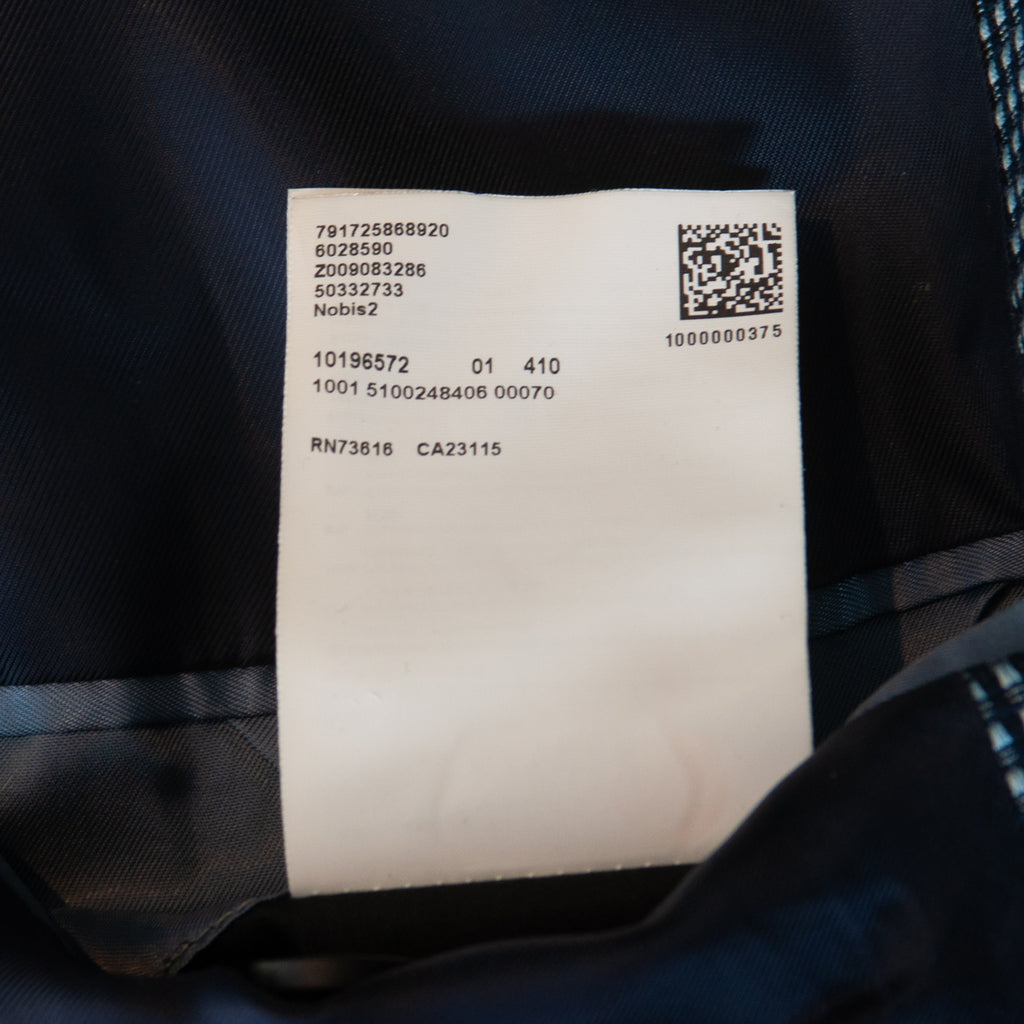 791725868920
6028590
Z009083286
50332733
Nobis2
1000000375
10196572 01 410
1001 5100248406 00070
RN73616 CA23115